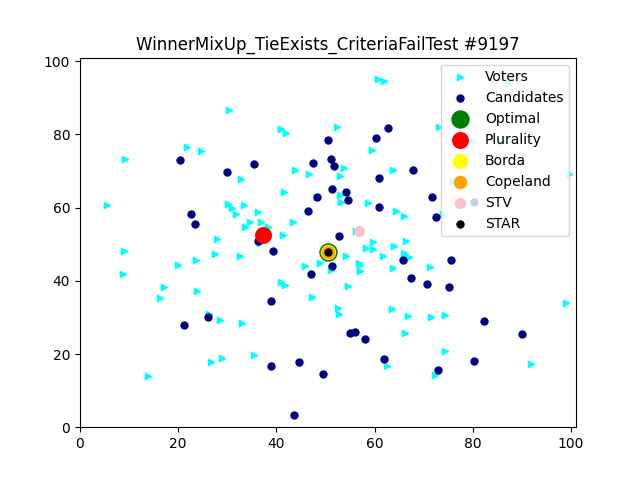 WinnerMixUp_TieExists_CriteriaFailTest #9197
100
80
60
40
20
0
0 20 40 60 80 100
Voters
Candidates
Optimal
Plurality
Borda
Copeland
STV
STAR